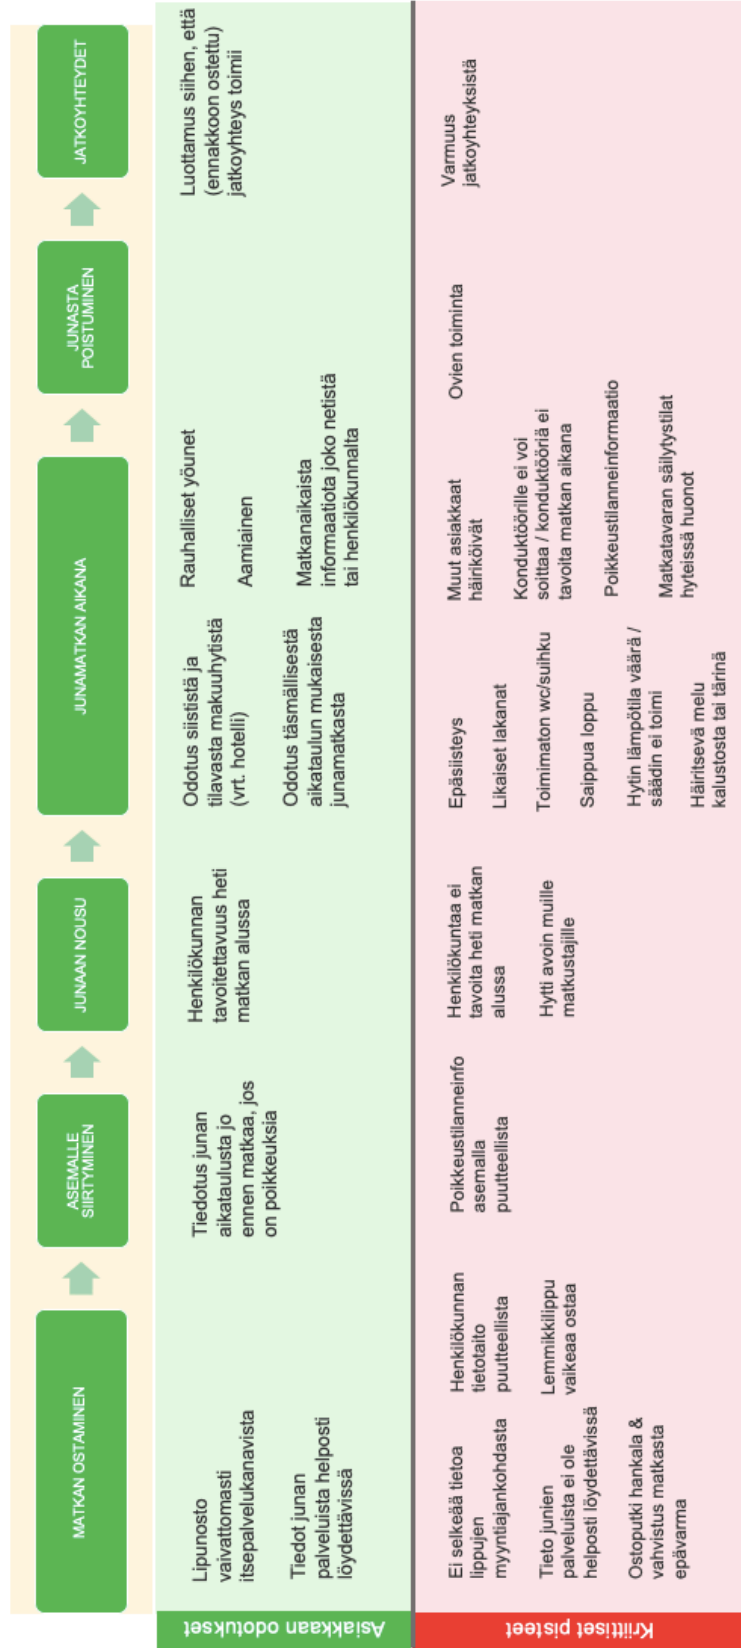 MATKAN OSTAMINEN
ASEMALLE
SIIRTYMINEN
JUNAAN NOUSU
JUNAMATKAN AIKANA
JUNASTA
POISTUMINEN
JATKOYHTEYDET
Asiakkaan odotukset
Lipunosto
vaivattomasti
itsepalvelukanavista
Tiedot junan
palveluista helposti
löydettävissä
Tiedotus junan
aikataulusta jo
ennen matkaa, jos
on poikkeuksia
Henkilökunnan
tavoitettavuus heti
matkan alussa
Odotus siististä ja
tilavasta makuuhytistä
(vrt. hotelli)
Odotus täsmällisestä
aikataulun mukaisesta
junamatkasta
Rauhalliset yöunet
Aamiainen
Matkanaikaista
informaatiota joko netistä
tai henkilökunnalta
Luottamus siihen, että
(ennakkoon ostettu)
jatkoyhteys toimii
Kriittiset pisteet
Ei selkeää tietoa
lippujen
myyntiajankohdasta
Tieto junien
palveluista ei ole
helposti löydettävissä
Ostoputki hankala &
vahvistus matkasta
epävarma
Henkilökunnan
tietotaito
puutteellista
Lemmikkilippu
vaikeaa ostaa
Poikkeustilanneinfo
asemalla
puutteellista
Henkilökuntaa ei
tavoita heti matkan
alussa
Hytti avoin muille
matkustajille
Epäsiisteys
Likaiset lakanat
Toimimaton wc/suihku
Saippua loppu
Hytin lämpötila väärä /
säädin ei toimi
Häiritsevä melu
kalustosta tai tärinä
Muut asiakkaat
häiriköivät
Konduktöörille ei voi
soittaa / konduktööriä ei
tavoita matkan aikana
Poikkeustilanneinformaatio
Matkatavaran säilytystilat
hyteissä huonot
Ovien toiminta
Varmuus
jatkoyhteyksistä